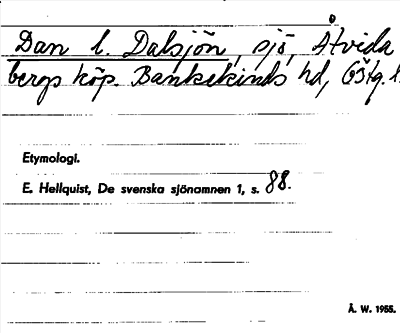 Dan l. Dalsjön, sjö, Åtvida
bergs köp. Bankekinds hd, Östg. l.
Etymologi.
E. Hellquist, De svenska sjönamnen 1, s. 88.
Å. W. 1955.